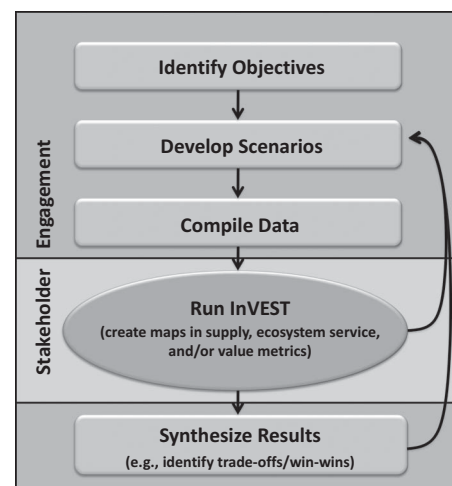 Identify Objectives
Develop Scenarios
Compile Data
Engagement
Run InVEST
(create maps in supply, ecosystem service,
and/or value metrics)
Stakeholder
Synthesize Results
(e.g., identify trade-offs/win-wins)